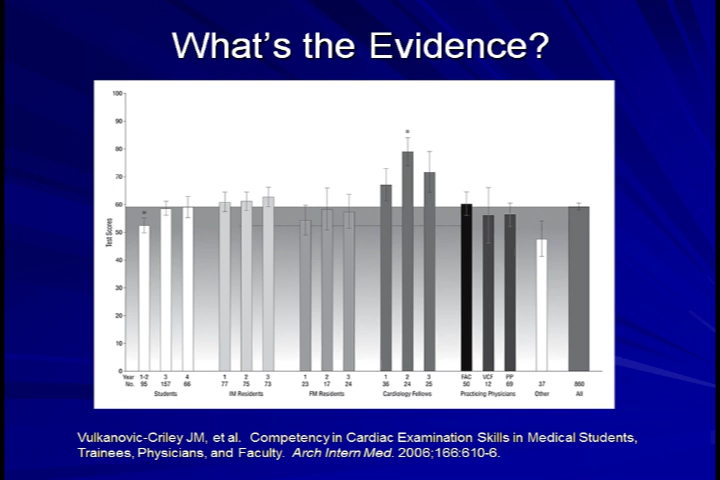 What's the Evidence?
100
90
80
70
60
50
40
30
20
10
0
Test Scores
*
*
Year 1-2 3 4 1 2 3 1 2 3 1 2 3 FAC VCF PP
No. 95 157 66 77 75 73 23 17 24 36 24 25 50 12 69 37 860
Students IM Residents FM Residents Cardiology Fellows Practicing Physicians Other All
Vulkanovic-Criley JM, et al. Competency in Cardiac Examination Skills in Medical Students,
Trainees, Physicians, and Faculty. Arch Intern Med. 2006;166:610-6.